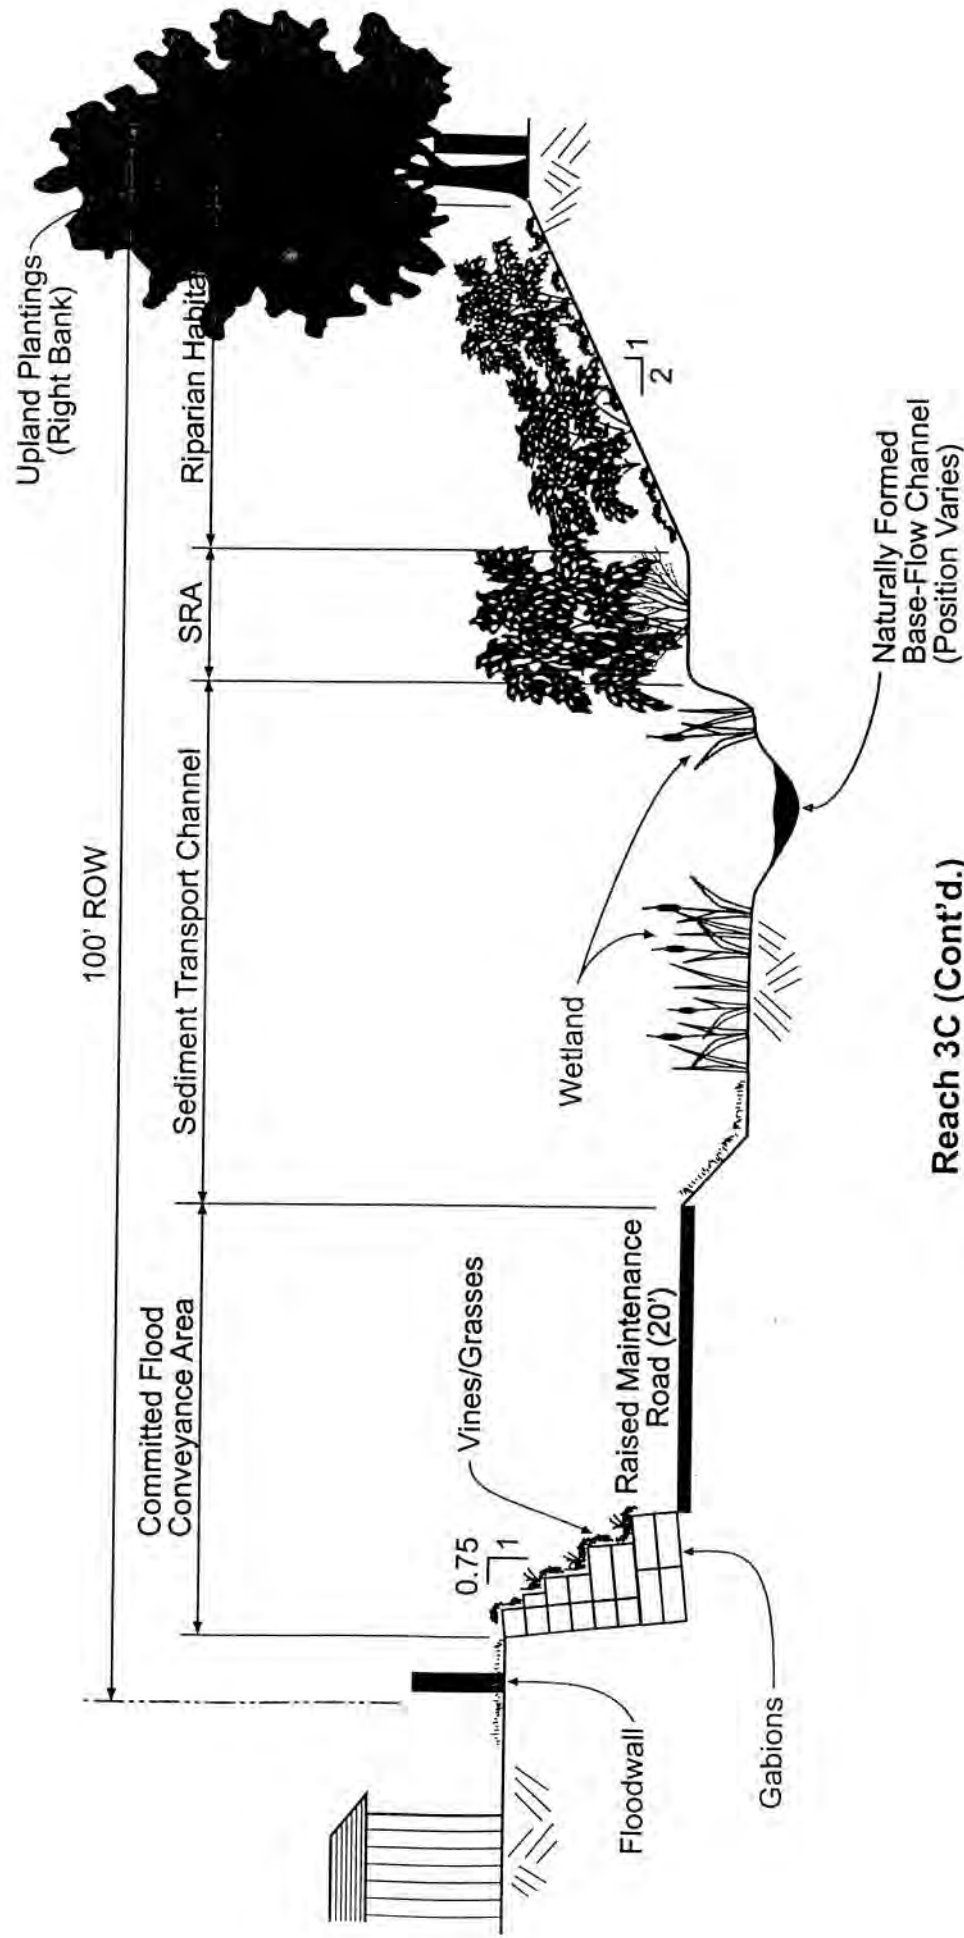 100' ROW
Upland Plantings
(Right Bank)
Committed Flood
Conveyance Area
Sediment Transport Channel
SRA
Riparian Habita
0.75
1
Vines/Grasses
Raised Maintenance
Road (20')
Wetland
1
2
Floodwall
Gabions
Naturally Formed
Base-Flow Channel
(Position Varies)
Reach 3C (Cont'd.)